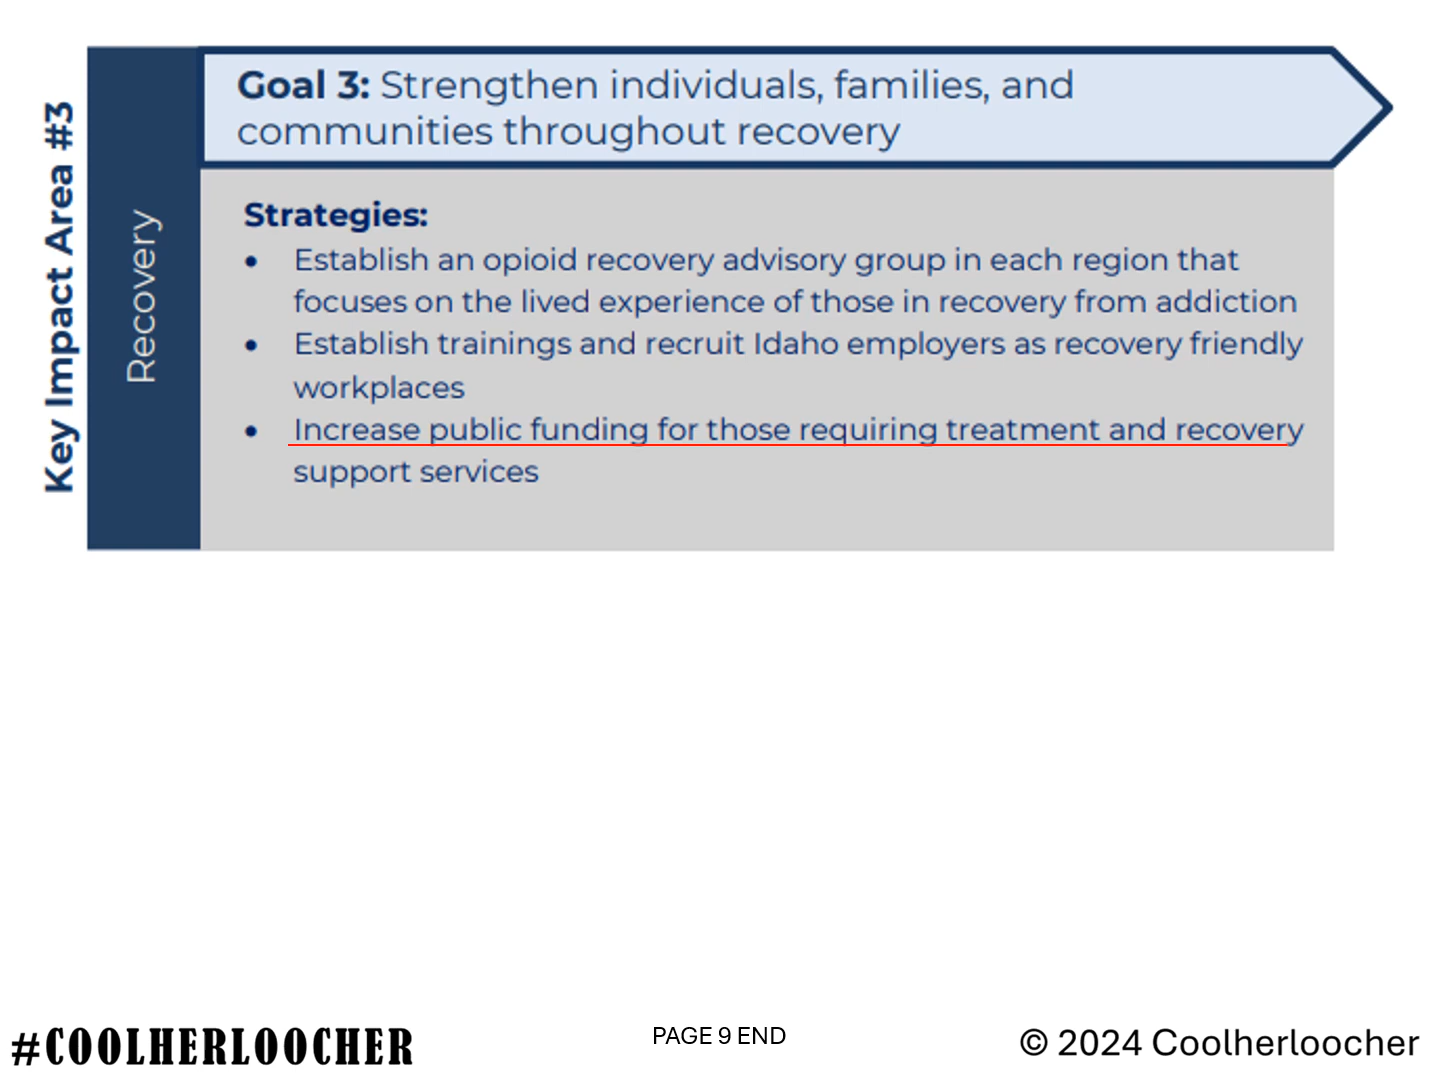 Key Impact Area #3
Recovery
Goal 3: Strengthen individuals, families, and
communities throughout recovery
Strategies:
• Establish an opioid recovery advisory group in each region that
focuses on the lived experience of those in recovery from addiction
• Establish trainings and recruit Idaho employers as recovery friendly
workplaces
• Increase public funding for those requiring treatment and recovery
support services
#COOLHERLOOCHER
PAGE 9 END
© 2024 Coolherloocher